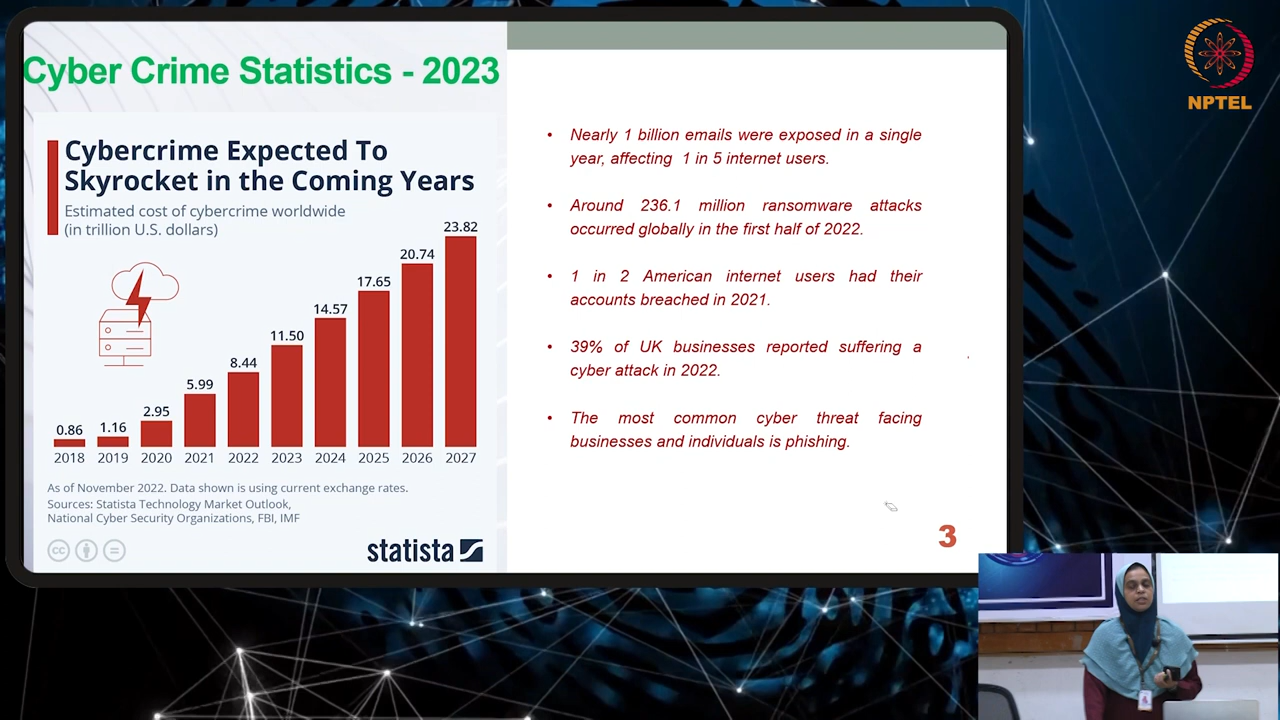 Cyber Crime Statistics - 2023
Cybercrime Expected To
Skyrocket in the Coming Years
Estimated cost of cybercrime worldwide
(in trillion U.S. dollars)
0.86
1.16
2.95
5.99
8.44
11.50
14.57
17.65
20.74
23.82
2018
2019
2020
2021
2022
2023
2024
2025
2026
2027
As of November 2022. Data shown is using current exchange rates.
Sources: Statista Technology Market Outlook,
National Cyber Security Organizations, FBI, IMF
cc
statista
• Nearly 1 billion emails were exposed in a single
year, affecting 1 in 5 internet users.
• Around 236.1 million ransomware attacks
occurred globally in the first half of 2022.
• 1 in 2 American internet users had their
accounts breached in 2021.
• 39% of UK businesses reported suffering a
cyber attack in 2022.
• The most common cyber threat facing
businesses and individuals is phishing.
3
NPTEL